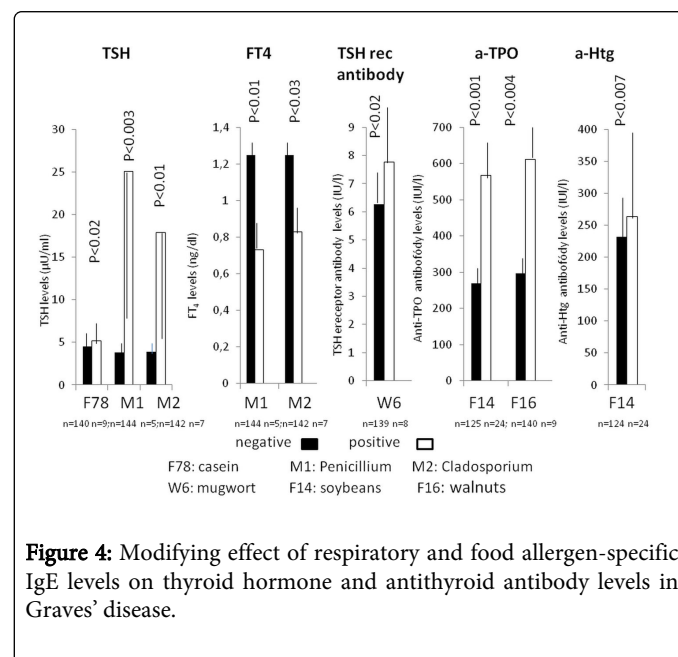 TSH FT4 TSH rec antibody a-TPO a-Htg
P<0.02
P<0.003
P<0.01
TSH levels (µU/ml)
30
25
20
15
10
5
0
F78 M1 M2
n=140 n=9;n=144 n=5;n=142 n=7
P<0.01
P<0.03
FT4 levels (ng/dl)
1,4
1,2
1
0,8
0,6
0,4
0,2
0
M1 M2
n=144 n=5;n=142 n=7
P<0.02
TSH ereceptor antibody levels (IU/l)
9
8
7
6
5
4
3
2
1
0
W6
n=139 n=8
P<0.001
P<0.004
Anti-TPO antibofódy levels (IUI/l)
700
600
500
400
300
200
100
0
F14 F16
n=125 n=24; n=140 n=9
P<0.007
Anti-Htg antibofódy levels (IUI/l)
400
350
300
250
200
150
100
50
0
F14
n=124 n=24
negative positive
F78: casein M1: Penicillium M2: Cladosporium
W6: mugwort F14: soybeans F16: walnuts
Figure 4: Modifying effect of respiratory and food allergen-specific
IgE levels on thyroid hormone and antithyroid antibody levels in
Graves’ disease.